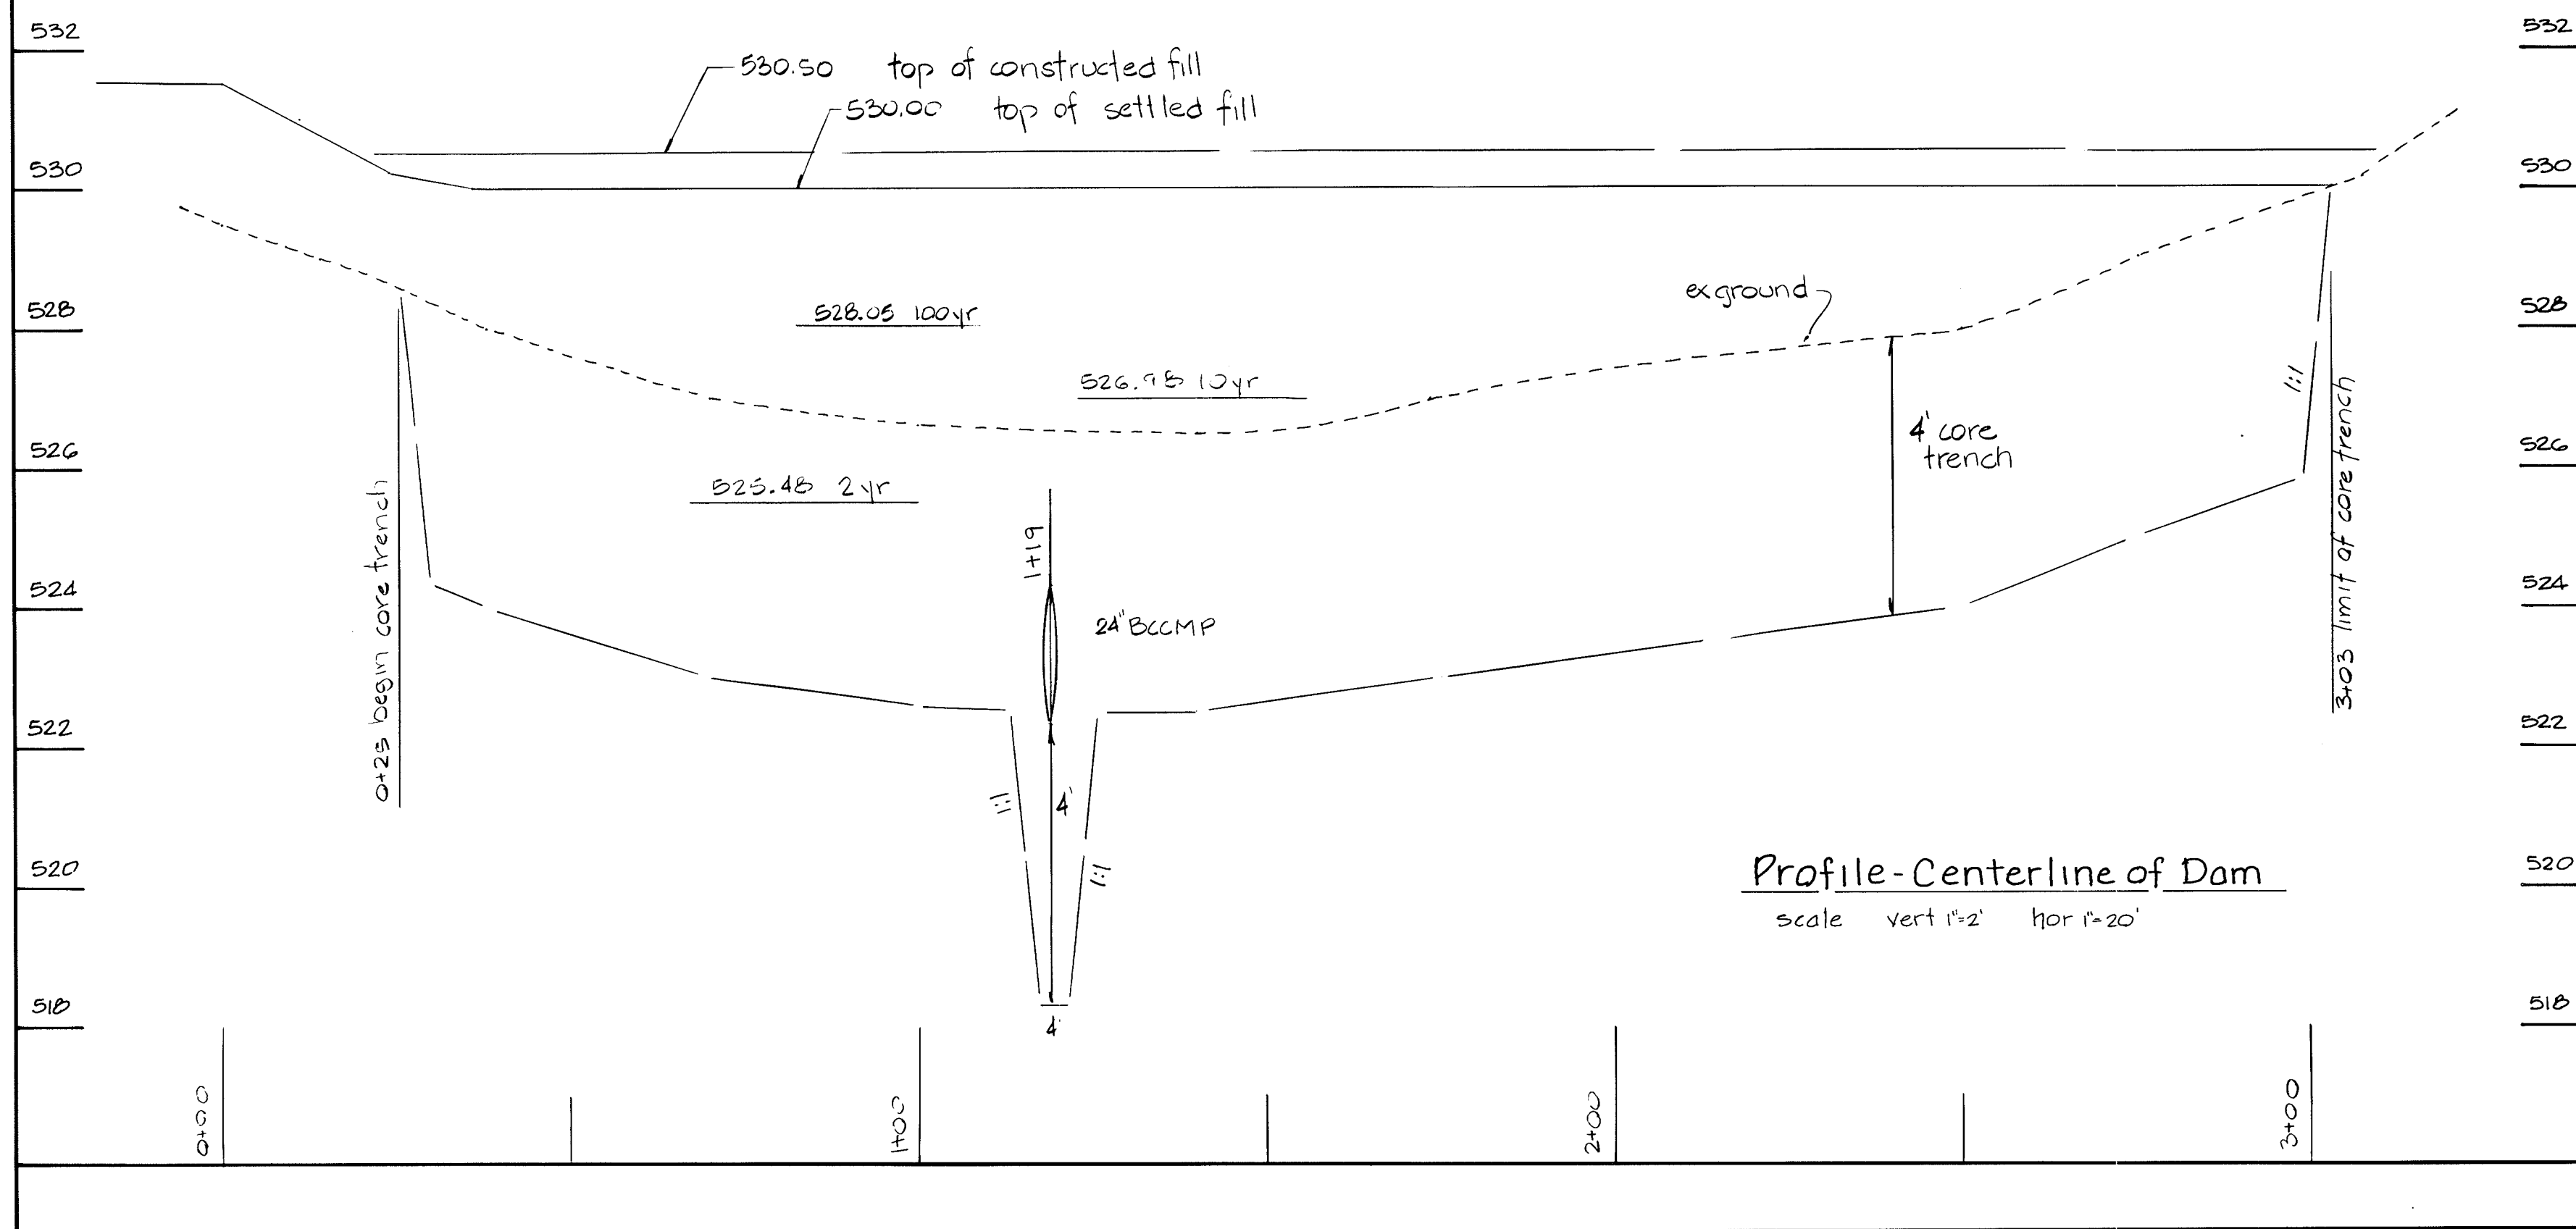 532
532
530.50 top of constructed fill
530.00 top of settled fill
530
530
528
528.05 100yr
ex ground
528
526.98 10yr
1:1
4' core
trench
526
526
525.48 2yr
0+25 begin core trench
1+19
3+03 limit of core trench
524
24" BCCMP
524
522
522
1:1
4'
1:1
520
Profile - Centerline of Dam
520
scale vert 1"=2' hor 1"=20'
518
518
4'
0+00
1+00
2+00
3+00